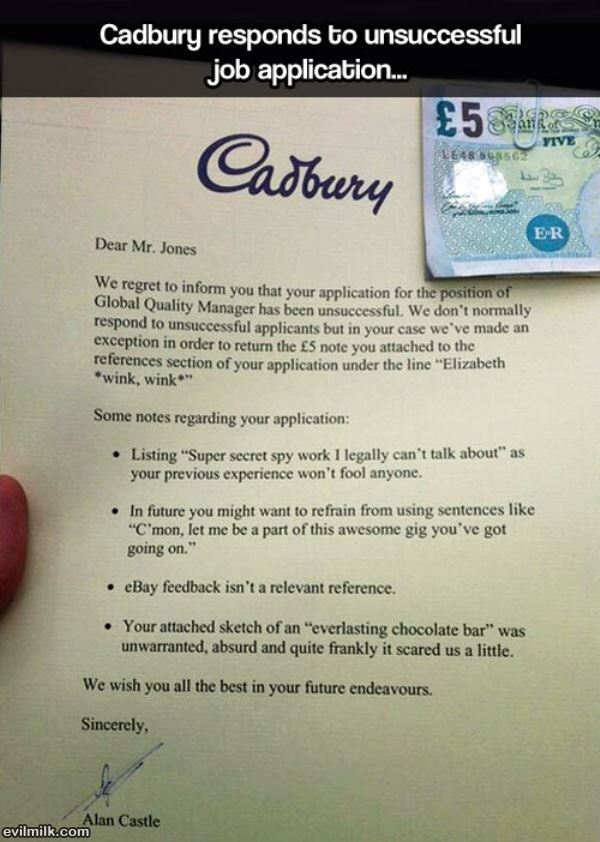 Cadbury responds to unsuccessful
job application...
£5
Bank of
FIVE
Cadbury
E R
Dear Mr. Jones
We regret to inform you that your application for the position of
Global Quality Manager has been unsuccessful. We don't normally
respond to unsuccessful applicants but in your case we've made an
exception in order to return the £5 note you attached to the
references section of your application under the line "Elizabeth
*wink, wink*"
Some notes regarding your application:
• Listing "Super secret spy work I legally can't talk about" as
your previous experience won't fool anyone.
• In future you might want to refrain from using sentences like
"C'mon, let me be a part of this awesome gig you've got
going on."
• eBay feedback isn't a relevant reference.
• Your attached sketch of an "everlasting chocolate bar" was
unwarranted, absurd and quite frankly it scared us a little.
We wish you all the best in your future endeavours.
Sincerely,
Alan Castle
evilmilk.com